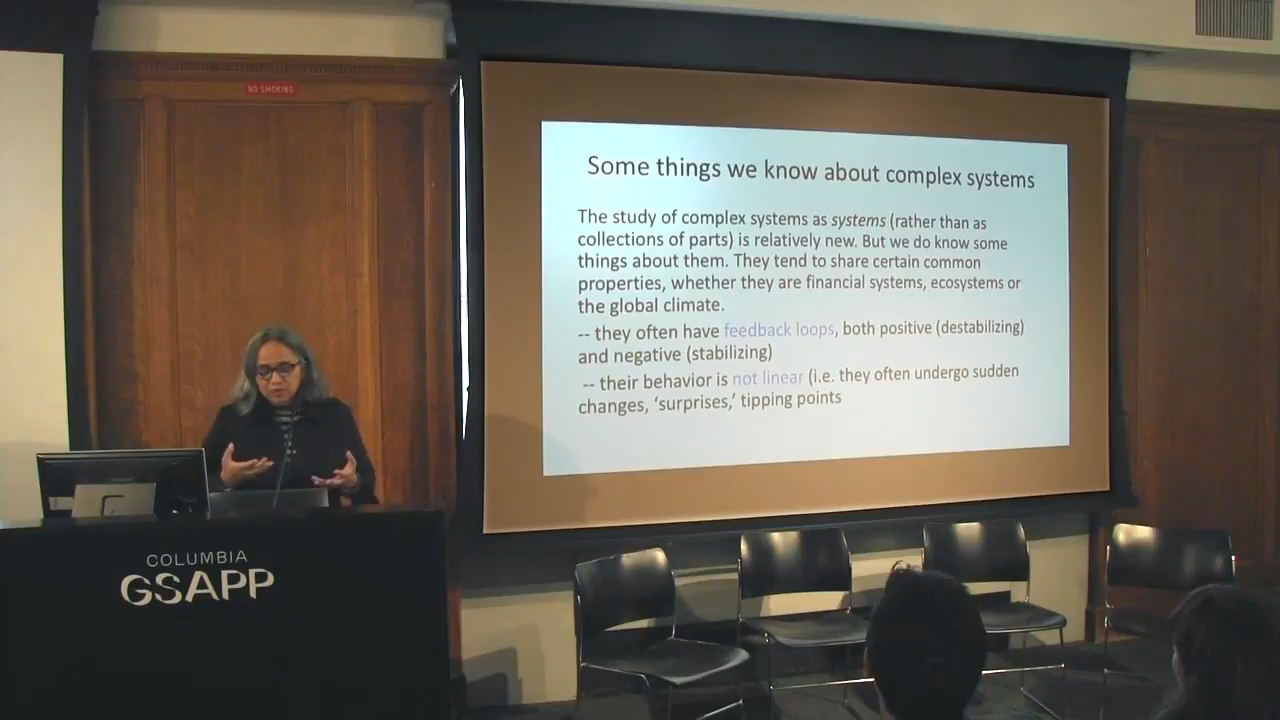 NO SMOKING
Some things we know about complex systems
The study of complex systems as systems (rather than as
collections of parts) is relatively new. But we do know some
things about them. They tend to share certain common
properties, whether they are financial systems, ecosystems or
the global climate.
-- they often have feedback loops, both positive (destabilizing)
and negative (stabilizing)
-- their behavior is not linear (i.e. they often undergo sudden
changes, ‘surprises,’ tipping points
COLUMBIA
GSAPP